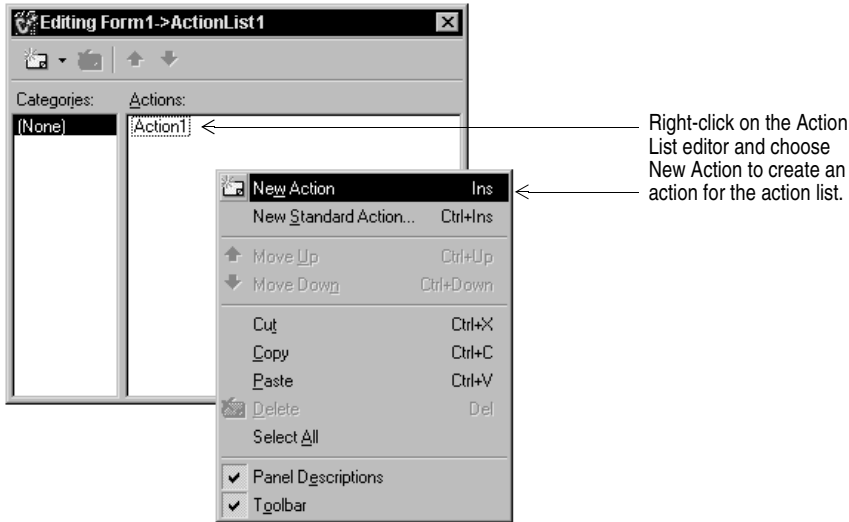 Editing Form1->ActionList1
Categories: Actions:
(None) Action1
Right-click on the Action
List editor and choose
New Action to create an
action for the action list.
New Action Ins
New Standard Action... Ctrl+Ins
Move Up Ctrl+Up
Move Down Ctrl+Down
Cut Ctrl+X
Copy Ctrl+C
Paste Ctrl+V
Delete Del
Select All
Panel Descriptions
Toolbar